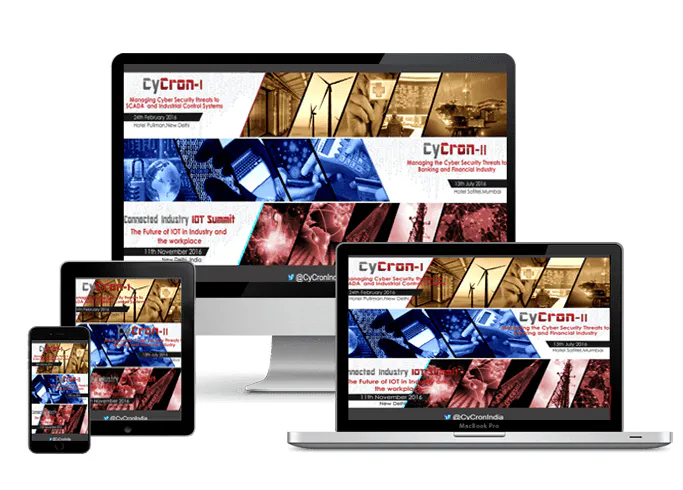 CyCron-I
Managing Cyber Security threats to
SCADA and Industrial Control Systems
24th February 2016
Hotel Pullman,New Delhi
CyCron-II
Managing the Cyber Security Threats to
Banking and Financial Industry
13th July 2016
Hotel Sofitel,Mumbai
Connected Industry IOT Summit
The Future of IOT in Industry and
the workplace
11th November 2016
New Delhi, India
@CyCronIndia
CyCron-I
Managing Cyber Security threats to
SCADA and Industrial Control Systems
24th February 2016
Hotel Pullman,New Delhi
CyCron-II
Managing the Cyber Security Threats to
Banking and Financial Industry
13th July 2016
Hotel Sofitel,Mumbai
Connected Industry IOT Summit
The Future of IOT in Industry and
the workplace
11th November 2016
New Delhi
@CyCronIndia
MacBook Pro
CyCron-I
February 2016
CyCron-II
13th July 2016
November 2016
@CyCronIndia
@CyCronIndia